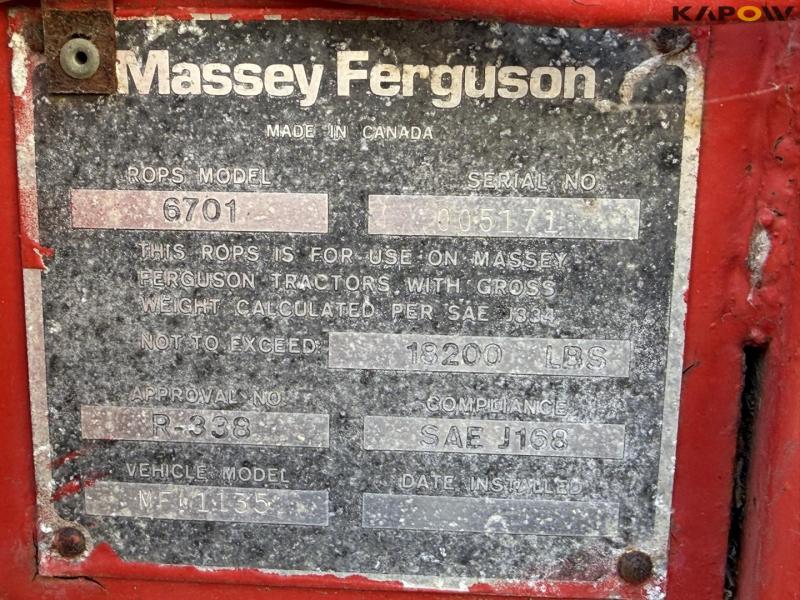 KAPOW
Massey Ferguson
MADE IN CANADA
ROPS MODEL SERIAL NO
6701 005171
THIS ROPS IS FOR USE ON MASSEY
FERGUSON TRACTORS WITH GROSS
WEIGHT CALCULATED PER SAE J334
NOT TO EXCEED 18200 LBS
APPROVAL NO COMPLIANCE
R-338 SAE J168
VEHICLE MODEL DATE INSTALLED
1135